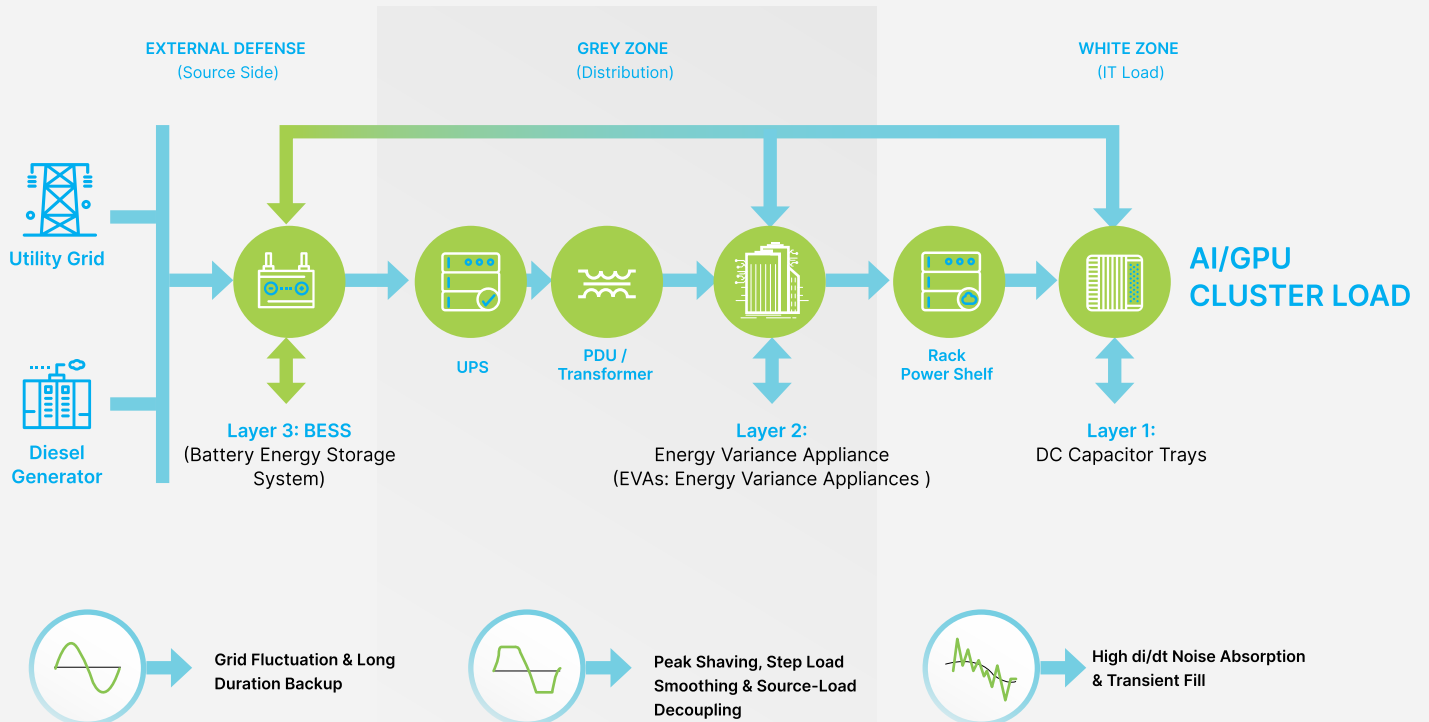 EXTERNAL DEFENSE
(Source Side)
GREY ZONE
(Distribution)
WHITE ZONE
(IT Load)
Utility Grid
Diesel
Generator
UPS
PDU /
Transformer
Rack
Power Shelf
AI/GPU
CLUSTER LOAD
Layer 3: BESS
(Battery Energy Storage
System)
Layer 2:
Energy Variance Appliance
(EVAs: Energy Variance Appliances )
Layer 1:
DC Capacitor Trays
Grid Fluctuation & Long
Duration Backup
Peak Shaving, Step Load
Smoothing & Source-Load
Decoupling
High di/dt Noise Absorption
& Transient Fill